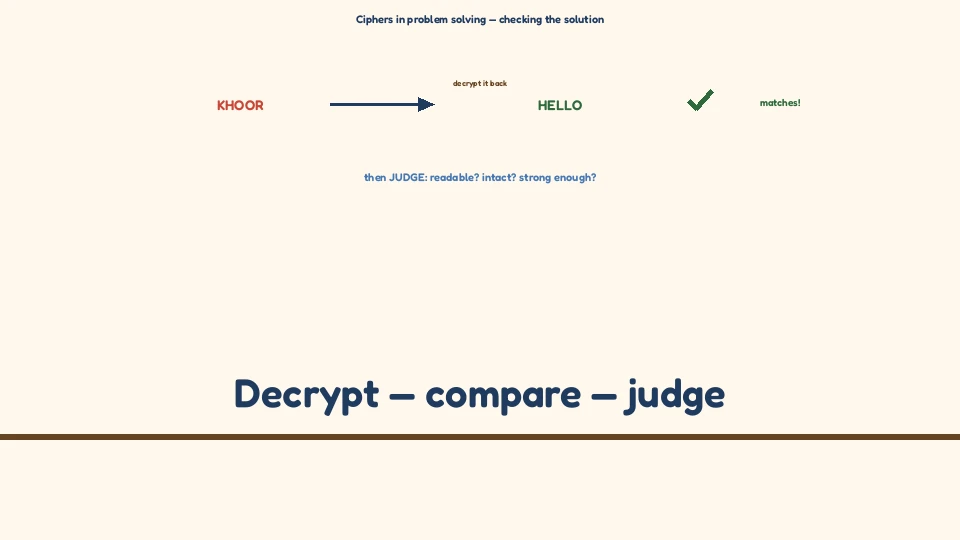 Ciphers in problem solving — checking the solution
decrypt it back
KHOOR
HELLO
matches!
then JUDGE: readable? intact? strong enough?
Decrypt — compare — judge